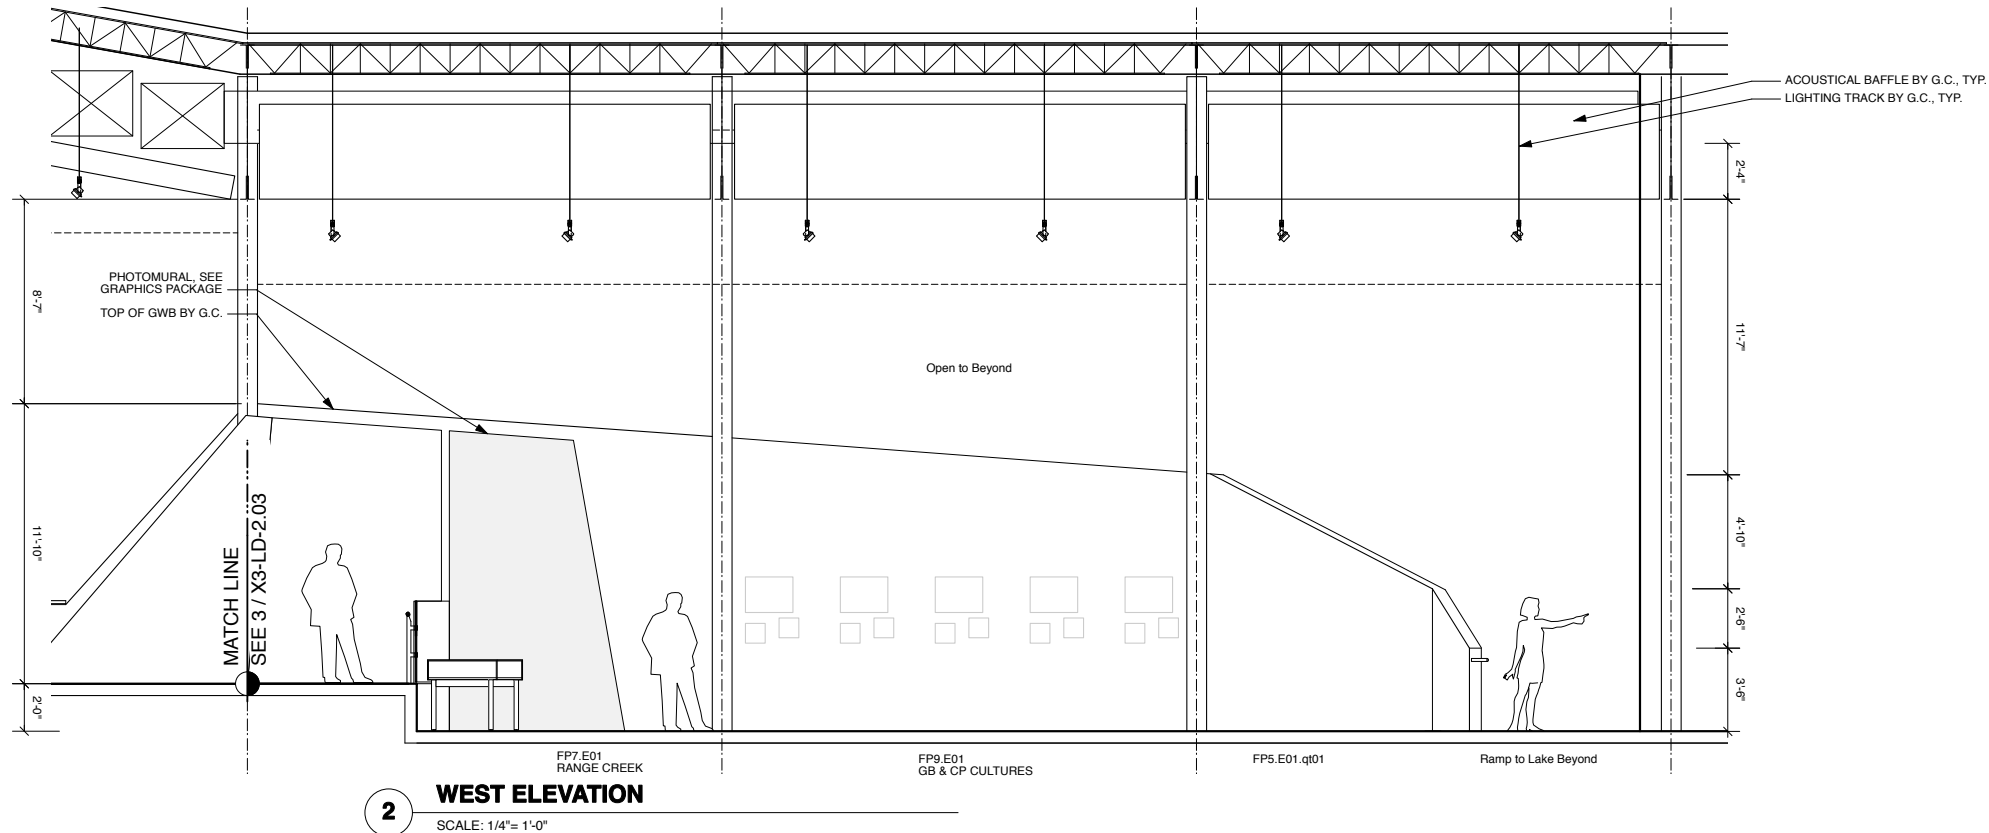 ACOUSTICAL BAFFLE BY G.C., TYP.
LIGHTING TRACK BY G.C., TYP.
2'-4"
PHOTOMURAL, SEE
GRAPHICS PACKAGE
TOP OF GWB BY G.C.
8'-7"
11'-7"
Open to Beyond
MATCH LINE
SEE 3 / X3-LD-2.03
11'-10"
4'-10"
2'-6"
3'-6"
2'-0"
FP7.E01
RANGE CREEK
FP9.E01
GB & CP CULTURES
FP5.E01.qt01
Ramp to Lake Beyond
2
WEST ELEVATION
SCALE: 1/4"= 1'-0"